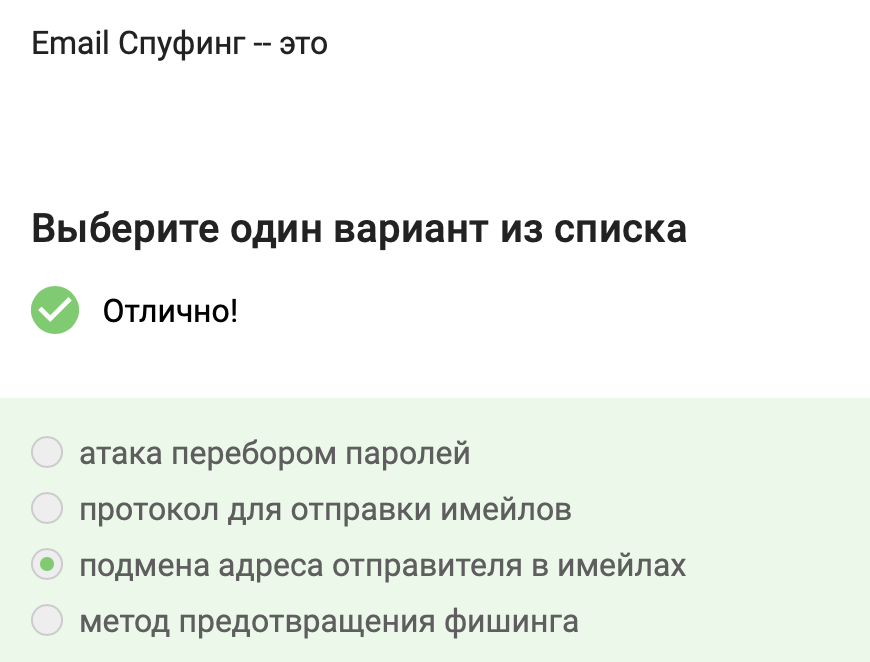 Email Спуфинг -- это
Выберите один вариант из списка
Отлично!
атака перебором паролей
протокол для отправки имейлов
подмена адреса отправителя в имейлах
метод предотвращения фишинга